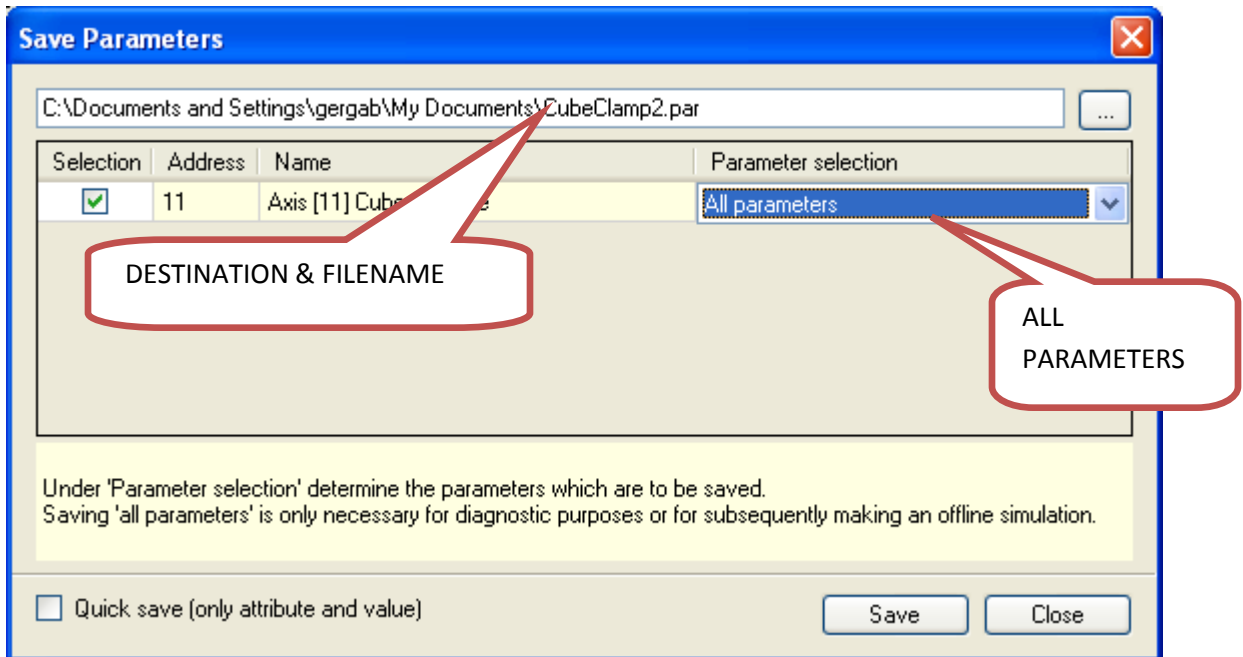 Save Parameters
C:\Documents and Settings\gergab\My Documents\CubeClamp2.par
...
Selection Address Name Parameter selection
11 Axis [11] Cube All parameters
DESTINATION & FILENAME
ALL
PARAMETERS
Under 'Parameter selection' determine the parameters which are to be saved.
Saving 'all parameters' is only necessary for diagnostic purposes or for subsequently making an offline simulation.
Quick save (only attribute and value) Save Close